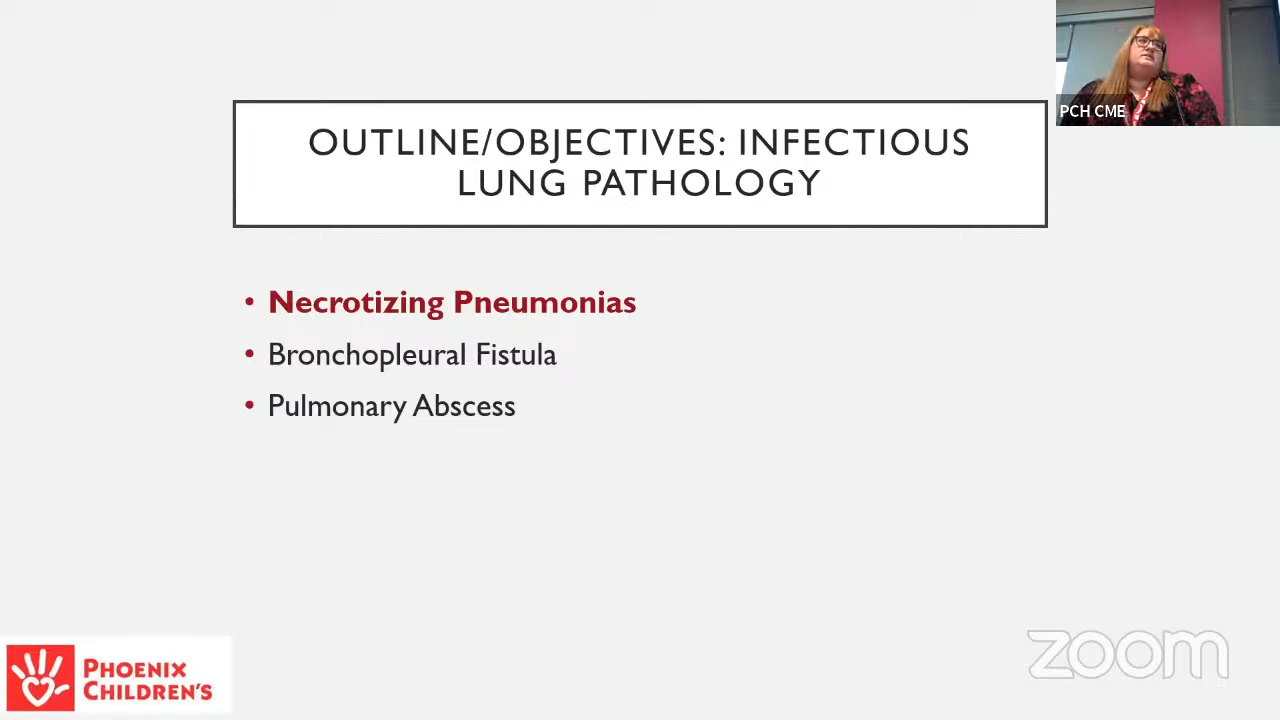 PCH CME
OUTLINE/OBJECTIVES: INFECTIOUS
LUNG PATHOLOGY
• Necrotizing Pneumonias
• Bronchopleural Fistula
• Pulmonary Abscess
PHOENIX
CHILDREN'S
zoom